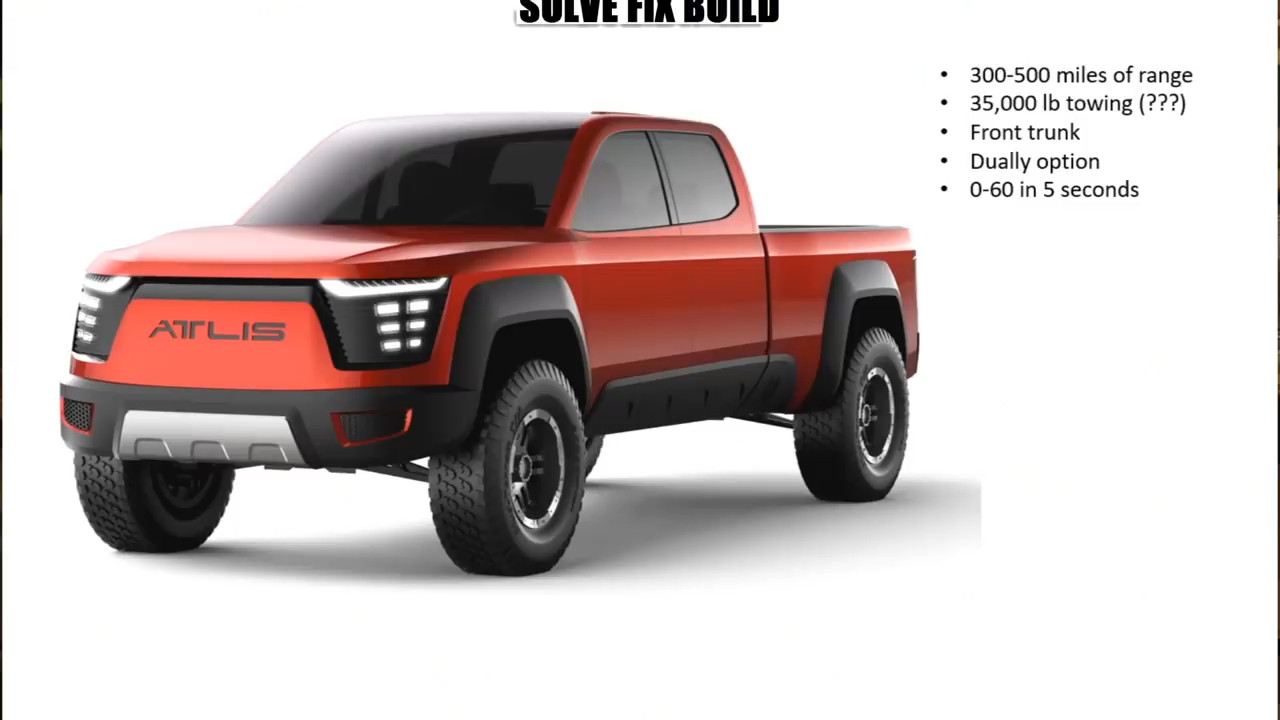 SOLVE FIX BUILD
• 300-500 miles of range
• 35,000 lb towing (???)
• Front trunk
• Dually option
• 0-60 in 5 seconds
ATLIS